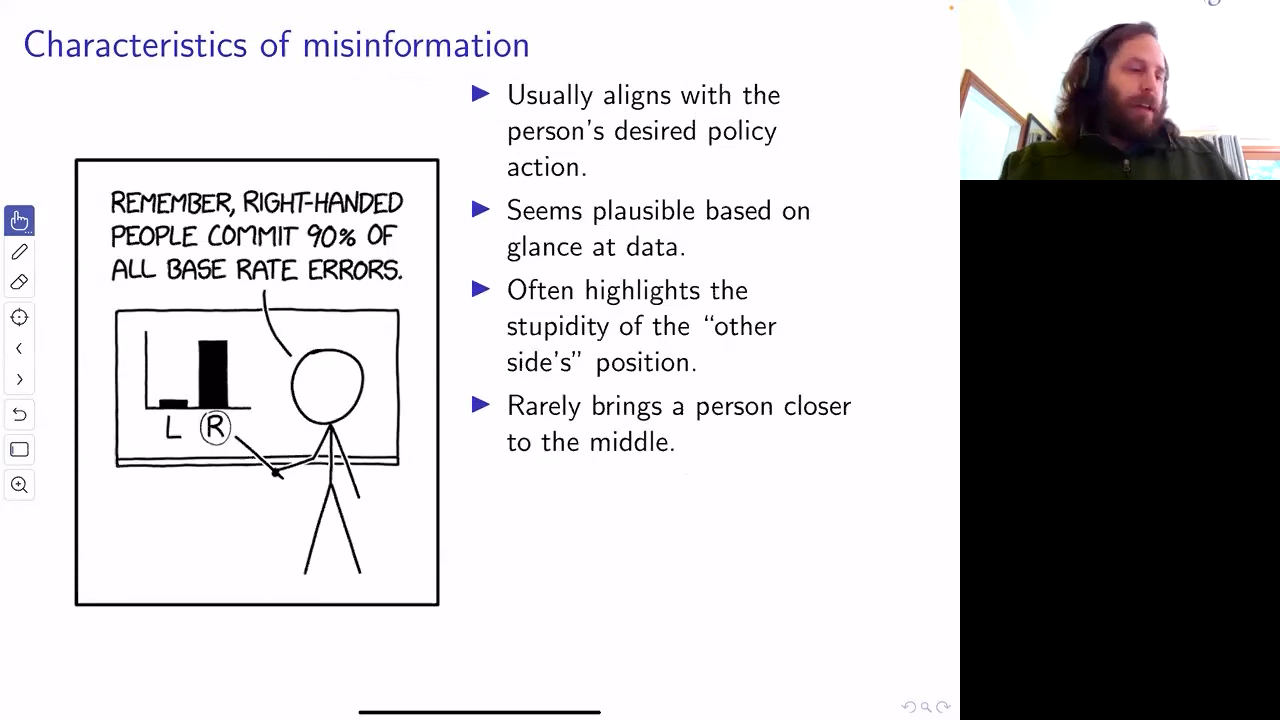 Characteristics of misinformation
REMEMBER, RIGHT-HANDED
PEOPLE COMMIT 90% OF
ALL BASE RATE ERRORS.
L R
Usually aligns with the
person's desired policy
action.
Seems plausible based on
glance at data.
Often highlights the
stupidity of the “other
side's” position.
Rarely brings a person closer
to the middle.